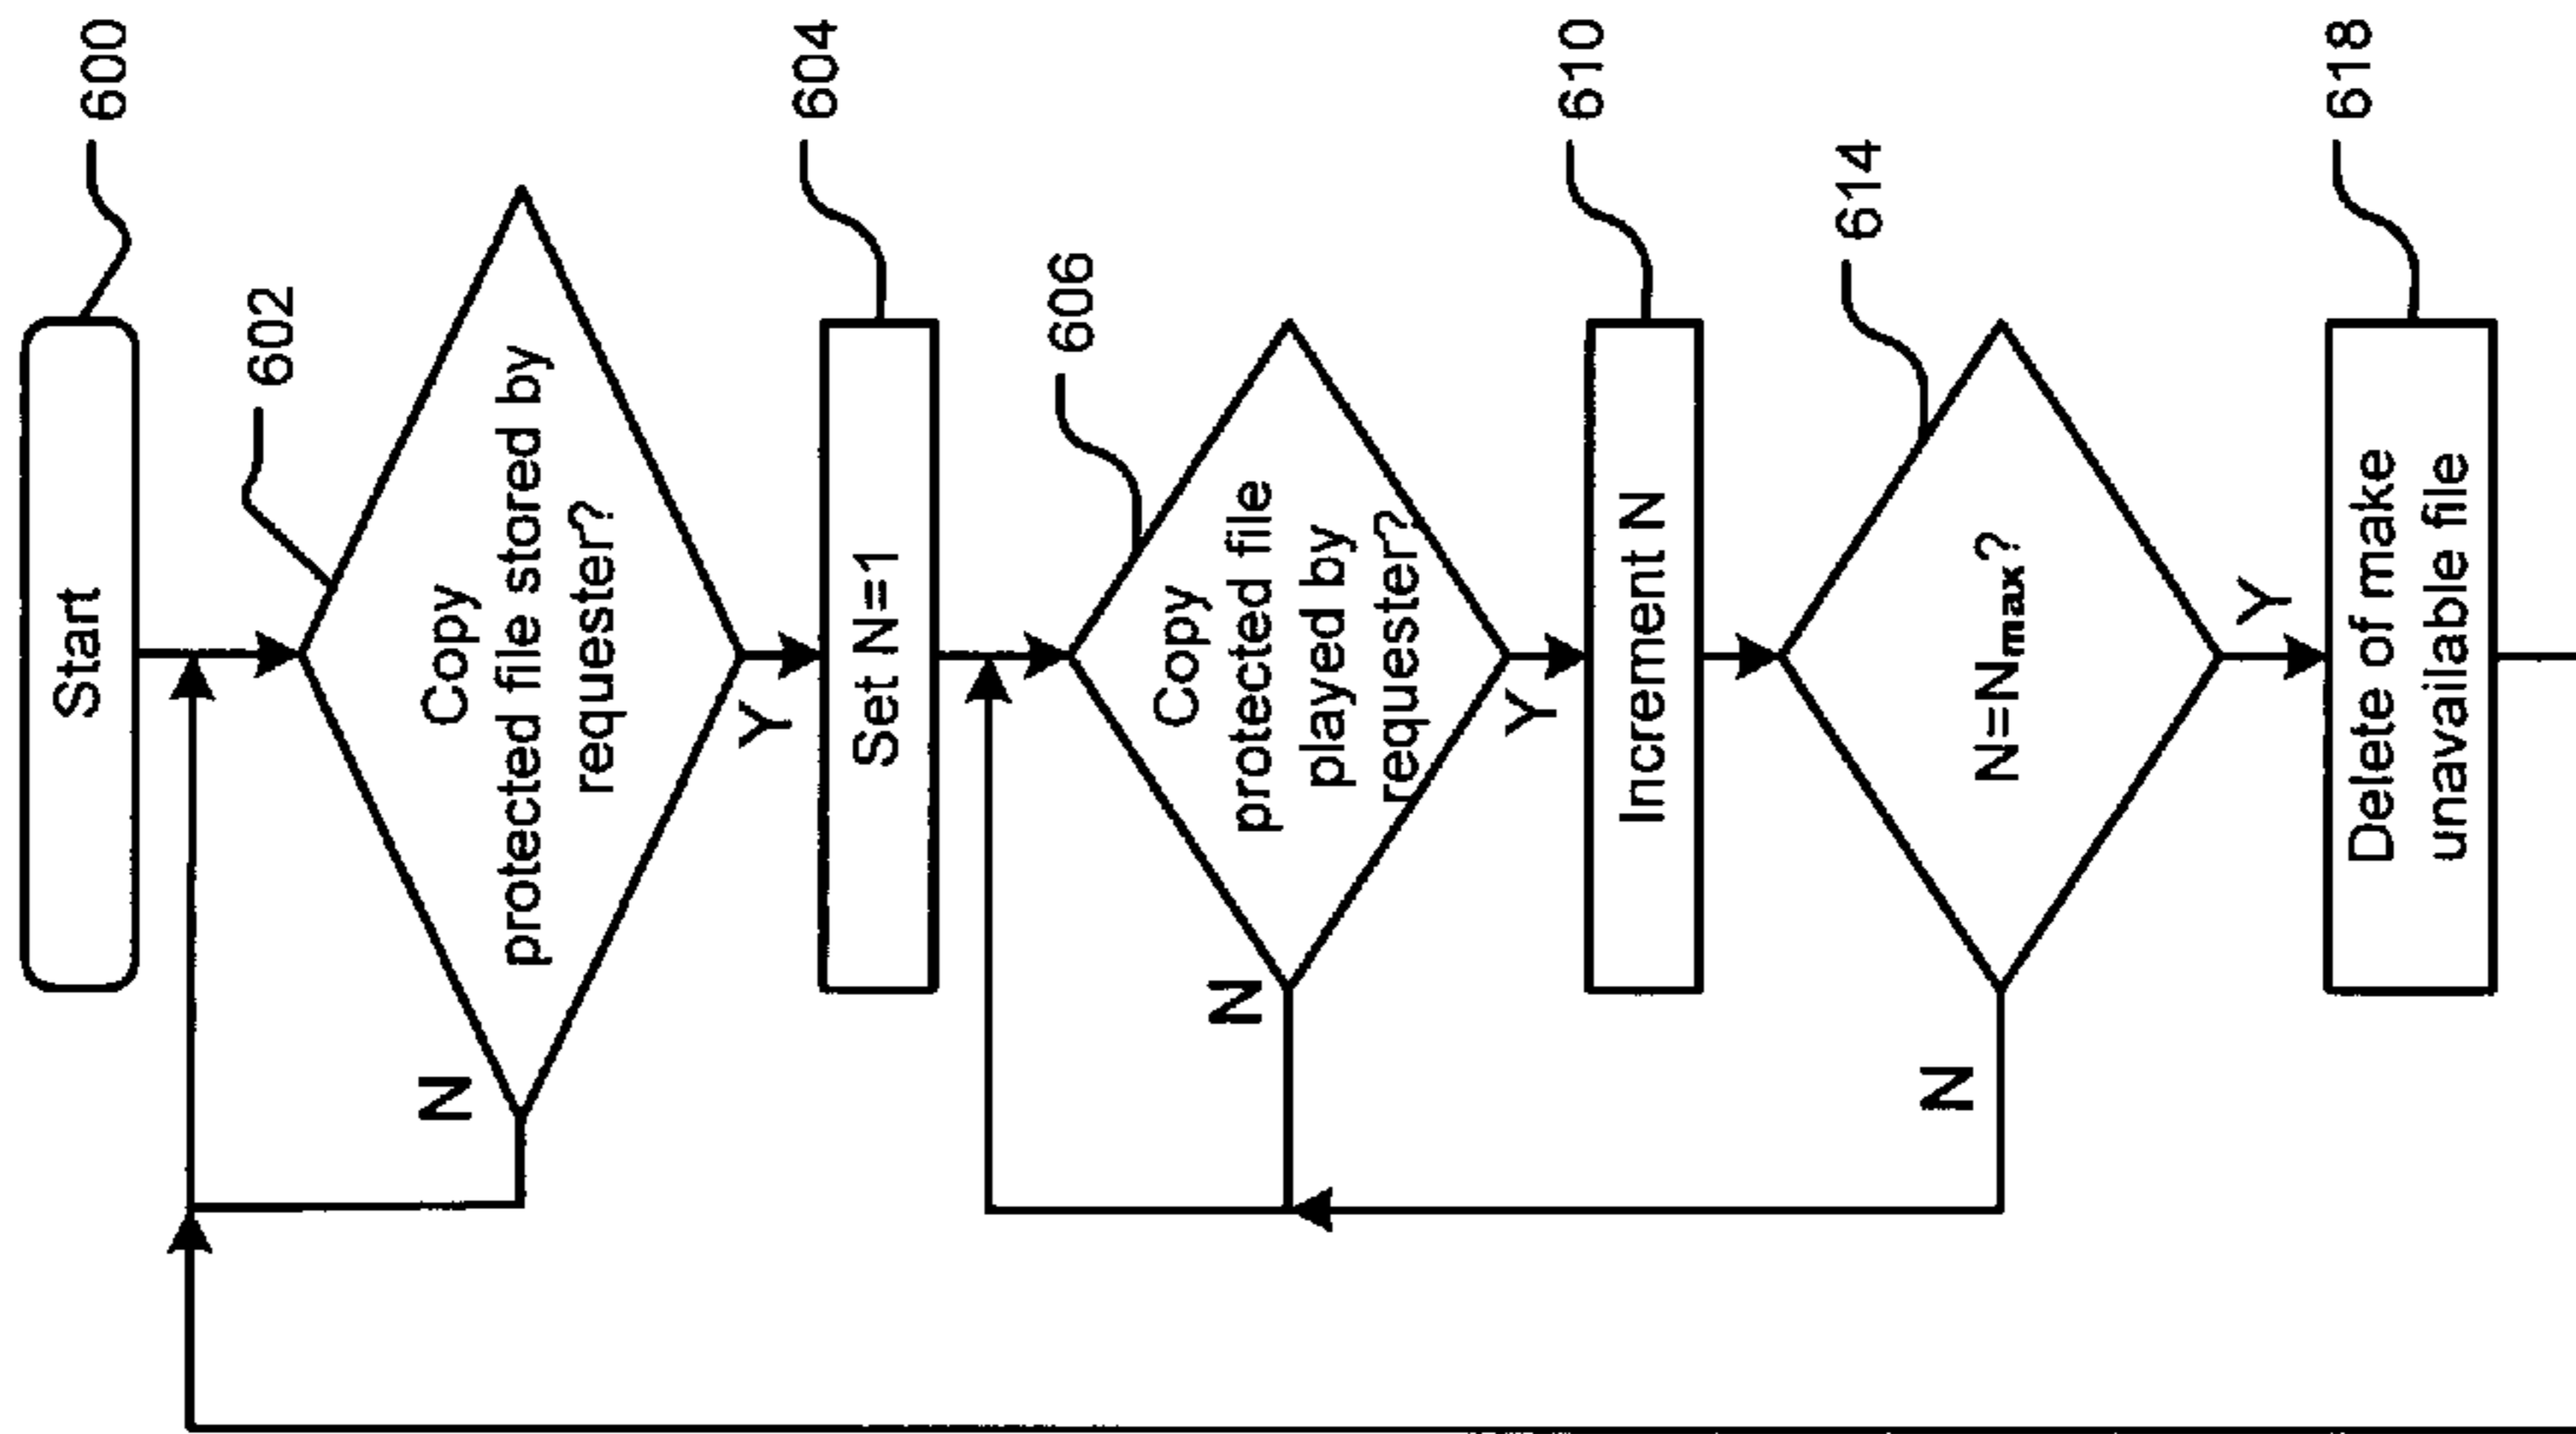 Start
600
602
Copy
protected file stored by
requester?
N
Y
Set N=1
604
606
Copy
protected file
played by
requester?
N
Y
Increment N
610
614
N=Nmax?
N
Y
Delete of make
unavailable file
618